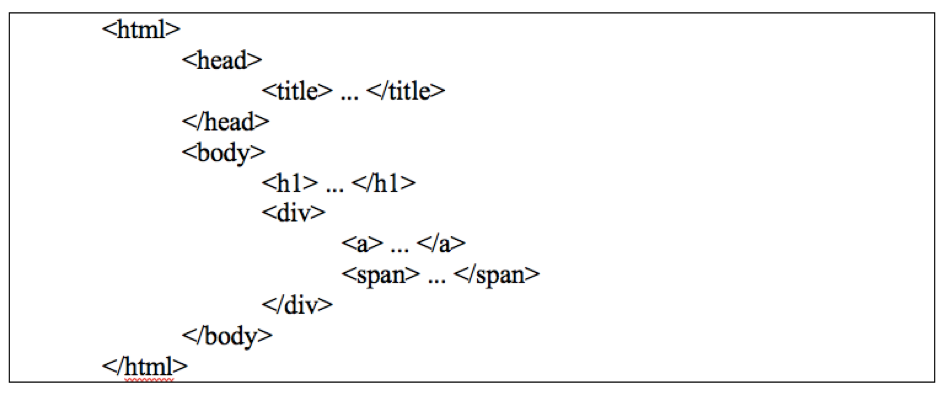 <html>
<head>
<title> ... </title>
</head>
<body>
<h1> ... </h1>
<div>
<a> ... </a>
<span> ... </span>
</div>
</body>
</html>